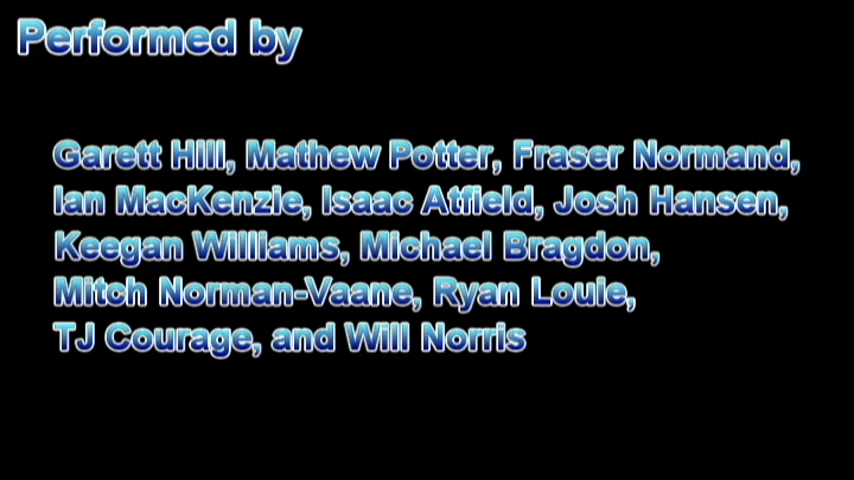 Performed by
Garett Hill, Mathew Potter, Fraser Normand,
Ian MacKenzie, Isaac Atfield, Josh Hansen,
Keegan Williams, Michael Bragdon,
Mitch Norman-Vaane, Ryan Louie,
TJ Courage, and Will Norris